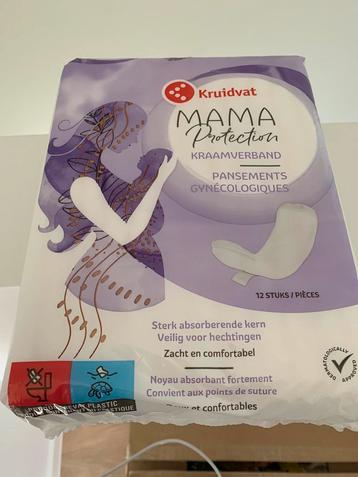 Kruidvat
MAMA
Protection
KRAAMVERBAND
PANSEMENTS
GYNÉCOLOGIQUES
12 STUKS / PIÈCES
Sterk absorberende kern
Veilig voor hechtingen
Zacht en comfortabel
DERMATOLOGICALLY
Noyau absorbant fortement
Convient aux points de suture
et confortables
PLASTIC